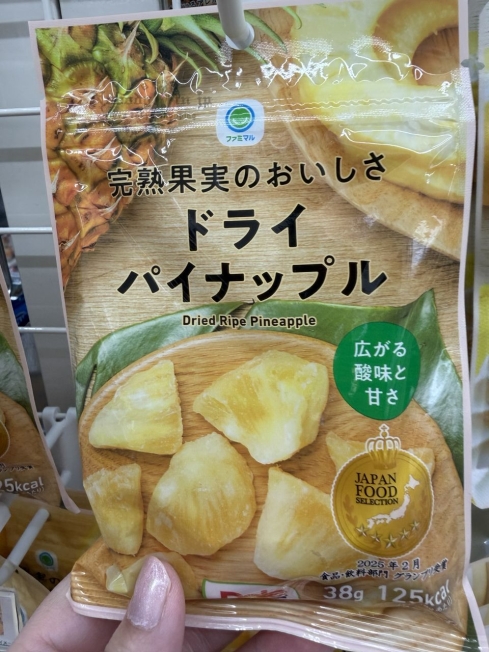 ファミマル
完熟果実のおいしさ
ドライ
パイナップル
Dried Ripe Pineapple
広がる
酸味と
甘さ
JAPAN
FOOD
SELECTION
2025年2月
食品・飲料部門 グランプリ受賞
38g 125kcal
25kcal